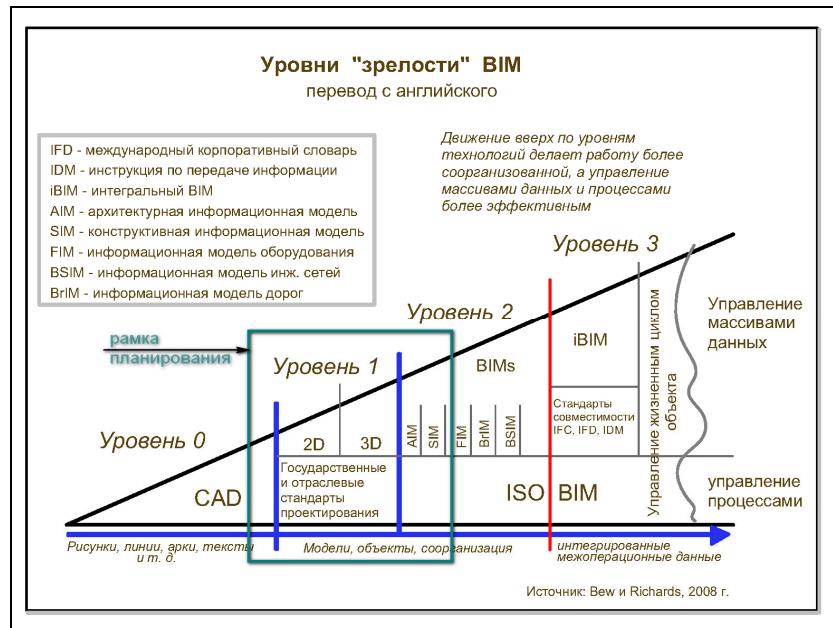 Уровни "зрелости" BIM
перевод с английского
IFD - международный корпоративный словарь
IDM - инструкция по передаче информации
iBIM - интегральный BIM
AIM - архитектурная информационная модель
SIM - конструктивная информационная модель
FIM - информационная модель оборудования
BSIM - информационная модель инж. сетей
BrIM - информационная модель дорог
Движение вверх по уровням
технологий делает работу более
соорганизованной, а управление
массивами данных и процессами
более эффективным
рамка
планирования
Уровень 0
Уровень 1
Уровень 2
Уровень 3
CAD
2D
3D
Государственные
и отраслевые
стандарты
проектирования
BIMs
AIM
SIM
FIM
BrIM
BSIM
ISO
BIM
iBIM
Стандарты
совместимости
IFC, IFD, IDM
Управление жизненным циклом
объекта
Управление
массивами
данных
управление
процессами
Рисунки, линии, арки, тексты
и т. д.
Модели, объекты, соорганизация
интегрированные
межоперационные данные
Источник: Bew и Richards, 2008 г.